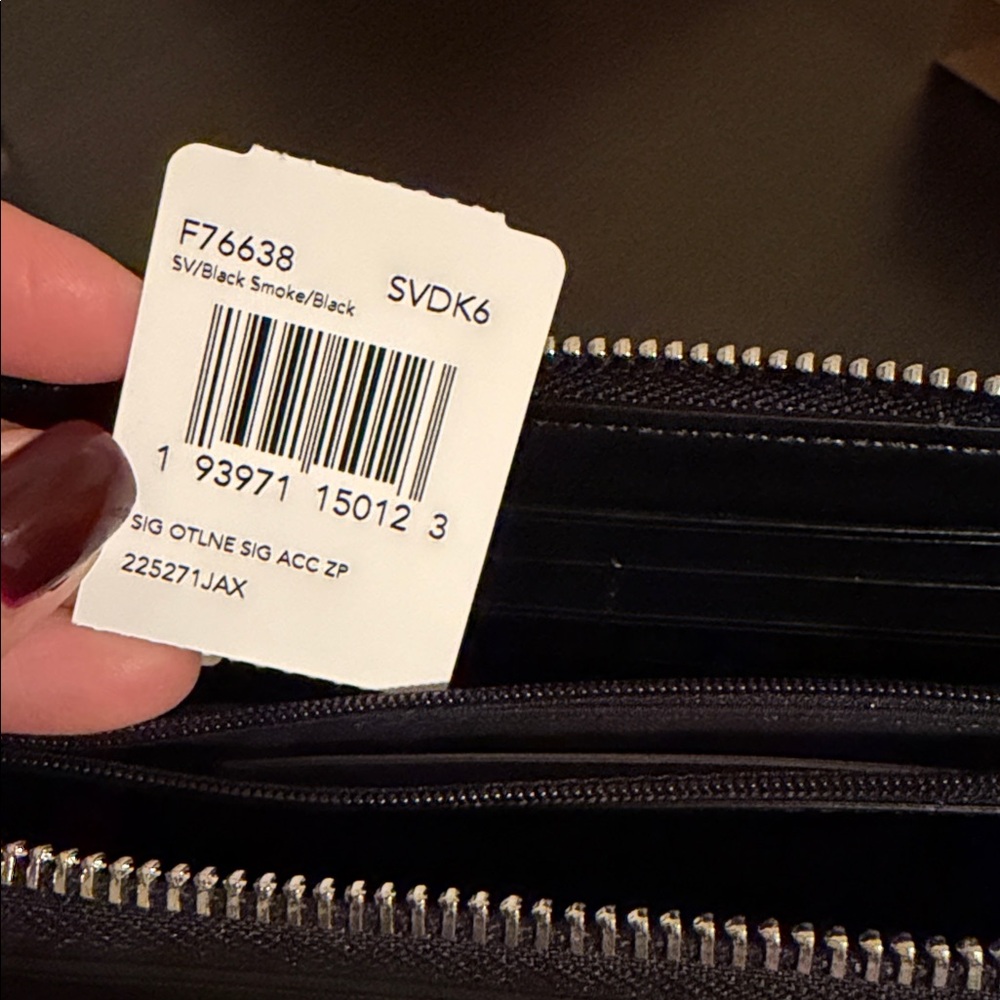 F76638
SV/Black Smoke/Black
SVDK6
1 93971 15012 3
SIG OTLNE SIG ACC ZP
225271JAX